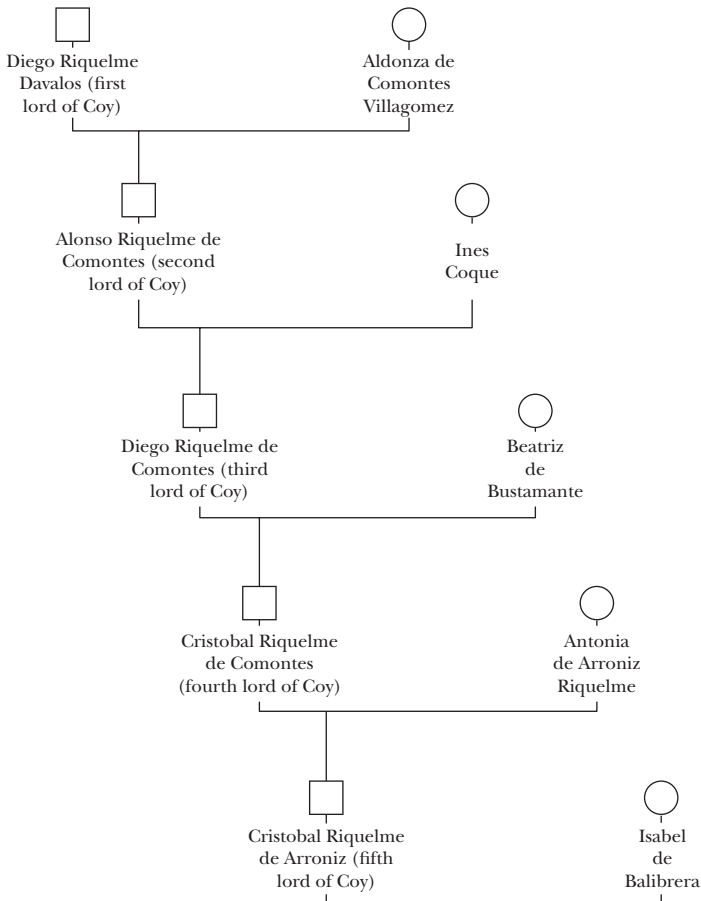 Diego Riquelme
Davalos (first
lord of Coy)
Aldonza de
Comontes
Villagomez
Alonso Riquelme de
Comontes (second
lord of Coy)
Ines
Coque
Diego Riquelme de
Comontes (third
lord of Coy)
Beatriz
de
Bustamante
Cristobal Riquelme
de Comontes
(fourth lord of Coy)
Antonia
de Arroniz
Riquelme
Cristobal Riquelme
de Arroniz (fifth
lord of Coy)
Isabel
de
Balibrera